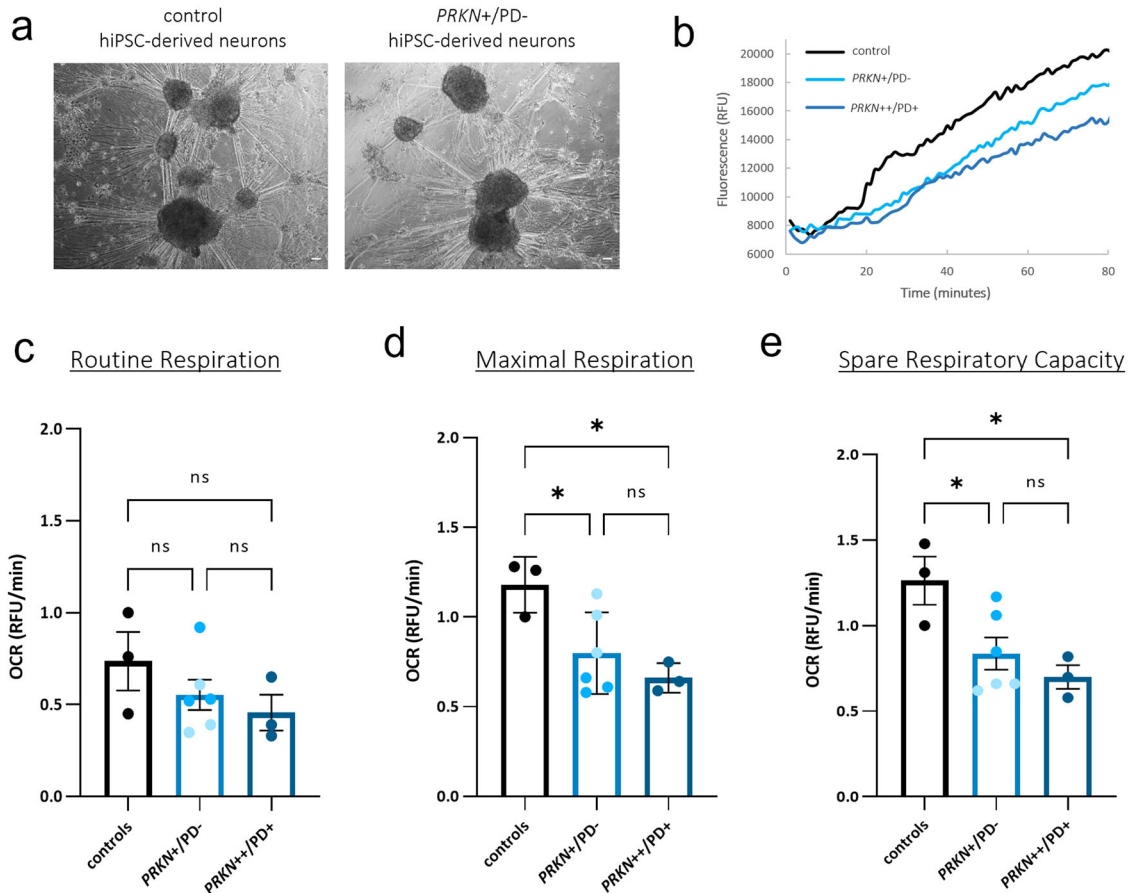 a
control
hiPSC-derived neurons
PRKN+/PD-
hiPSC-derived neurons
b
20000
18000
16000
14000
12000
10000
8000
6000
Fluorescence (RFU)
control
PRKN+/PD-
PRKN++/PD+
0
20
40
60
80
Time (minutes)
c
Routine Respiration
2.0
1.5
1.0
0.5
0.0
OCR (RFU/min)
ns
ns
ns
controls
PRKN+/PD-
PRKN++/PD+
d
Maximal Respiration
2.0
1.5
1.0
0.5
0.0
OCR (RFU/min)
*
*
ns
controls
PRKN+/PD-
PRKN++/PD+
e
Spare Respiratory Capacity
2.0
1.5
1.0
0.5
0.0
OCR (RFU/min)
*
*
ns
controls
PRKN+/PD-
PRKN++/PD+